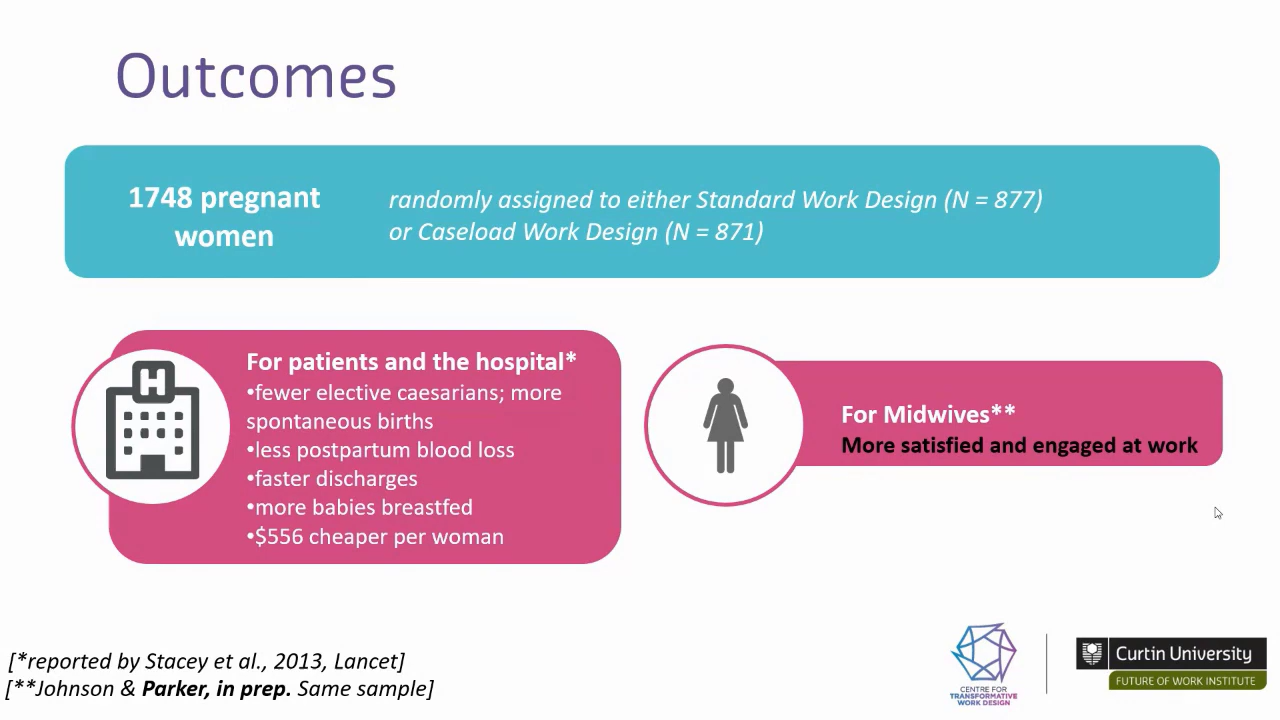 Outcomes
1748 pregnant
women
randomly assigned to either Standard Work Design (N = 877)
or Caseload Work Design (N = 871)
H
For patients and the hospital*
•fewer elective caesarians; more
spontaneous births
•less postpartum blood loss
•faster discharges
•more babies breastfed
•$556 cheaper per woman
For Midwives**
More satisfied and engaged at work
[*reported by Stacey et al., 2013, Lancet]
[**Johnson & Parker, in prep. Same sample]
CENTRE FOR
TRANSFORMATIVE
WORK DESIGN
Curtin University
FUTURE OF WORK INSTITUTE